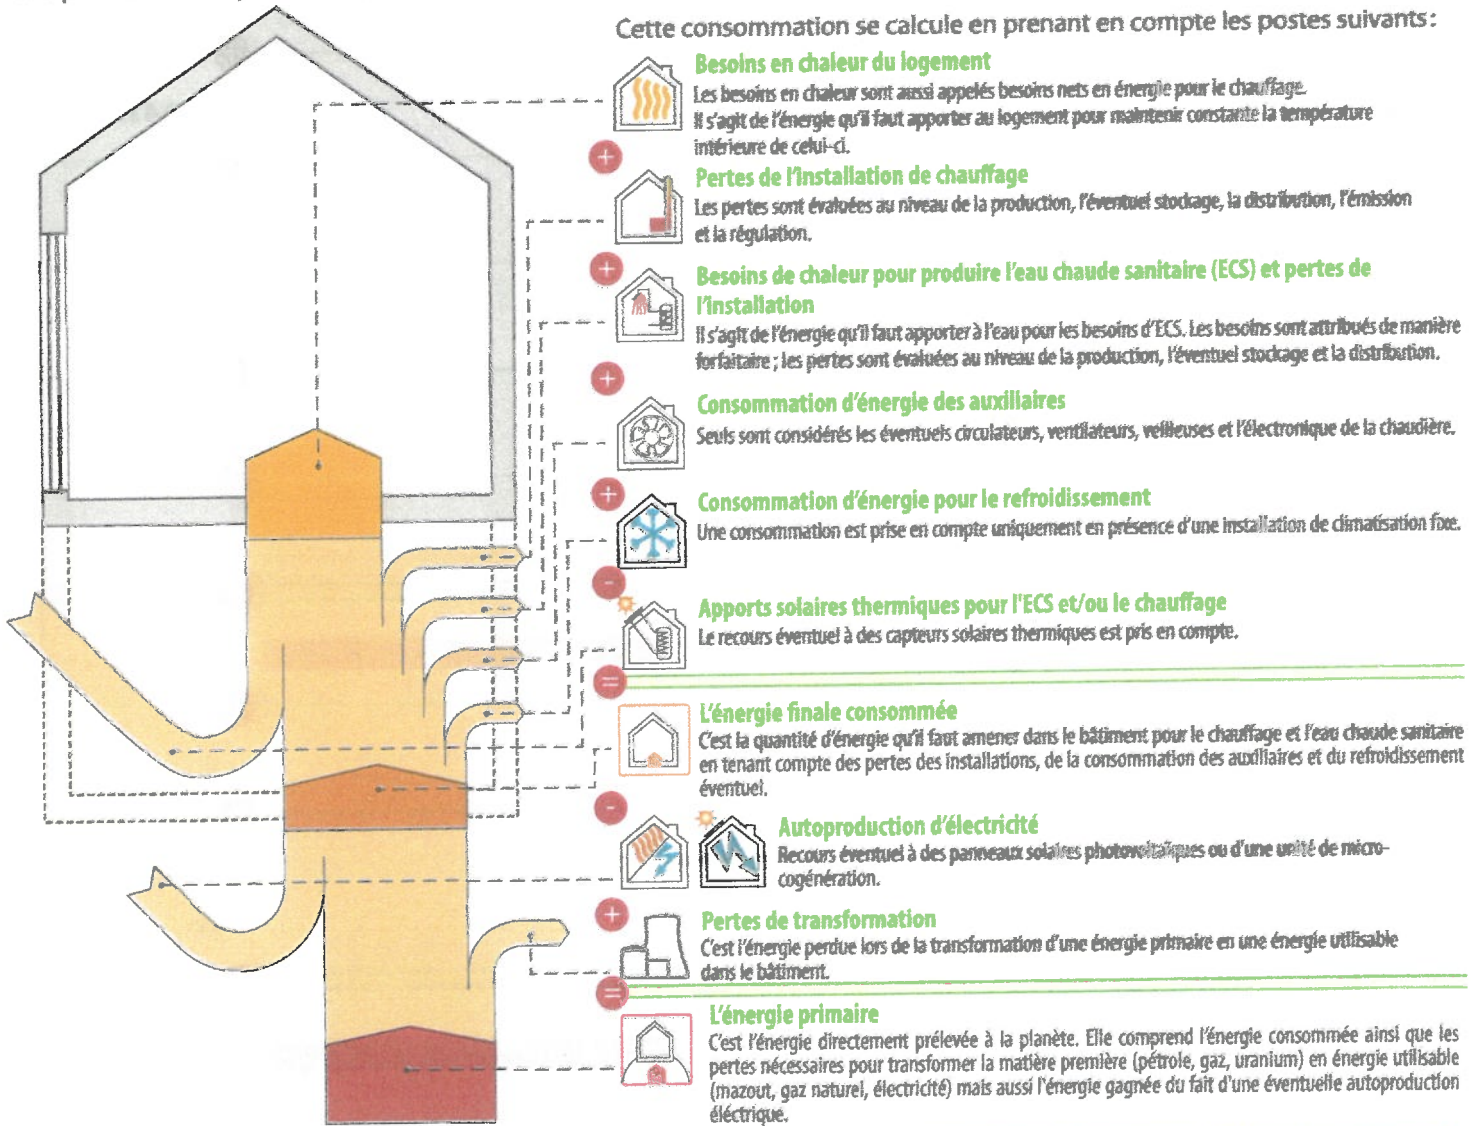 Cette consommation se calcule en prenant en compte les postes suivants :
Besoins en chaleur du logement
Les besoins en chaleur sont aussi appelés besoins nets en énergie pour le chauffage.
Il s'agit de l'énergie qu'il faut apporter au logement pour maintenir constante la température
intérieure de celui-ci.
+
Pertes de l'installation de chauffage
Les pertes sont évaluées au niveau de la production, l'éventuel stockage, la distribution, l'émission
et la régulation.
+
Besoins de chaleur pour produire l'eau chaude sanitaire (ECS) et pertes de
l'installation
Il s'agit de l'énergie qu'il faut apporter à l'eau pour les besoins d'ECS. Les besoins sont attribués de manière
forfaitaire ; les pertes sont évaluées au niveau de la production, l'éventuel stockage et la distribution.
+
Consommation d'énergie des auxiliaires
Seuls sont considérés les éventuels circulateurs, ventilateurs, veilleuses et l'électronique de la chaudière.
+
Consommation d'énergie pour le refroidissement
Une consommation est prise en compte uniquement en présence d'une installation de climatisation fixe.
-
Apports solaires thermiques pour l'ECS et/ou le chauffage
Le recours éventuel à des capteurs solaires thermiques est pris en compte.
=
L'énergie finale consommée
C'est la quantité d'énergie qu'il faut amener dans le bâtiment pour le chauffage et l'eau chaude sanitaire
en tenant compte des pertes des installations, de la consommation des auxiliaires et du refroidissement
éventuel.
-
Autoproduction d'électricité
Recours éventuel à des panneaux solaires photovoltaïques ou d'une unité de micro-
cogénération.
+
Pertes de transformation
C'est l'énergie perdue lors de la transformation d'une énergie primaire en une énergie utilisable
dans le bâtiment.
=
L'énergie primaire
C'est l'énergie directement prélevée à la planète. Elle comprend l'énergie consommée ainsi que les
pertes nécessaires pour transformer la matière première (pétrole, gaz, uranium) en énergie utilisable
(mazout, gaz naturel, électricité) mais aussi l'énergie gagnée du fait d'une éventuelle autoproduction
éléctrique.